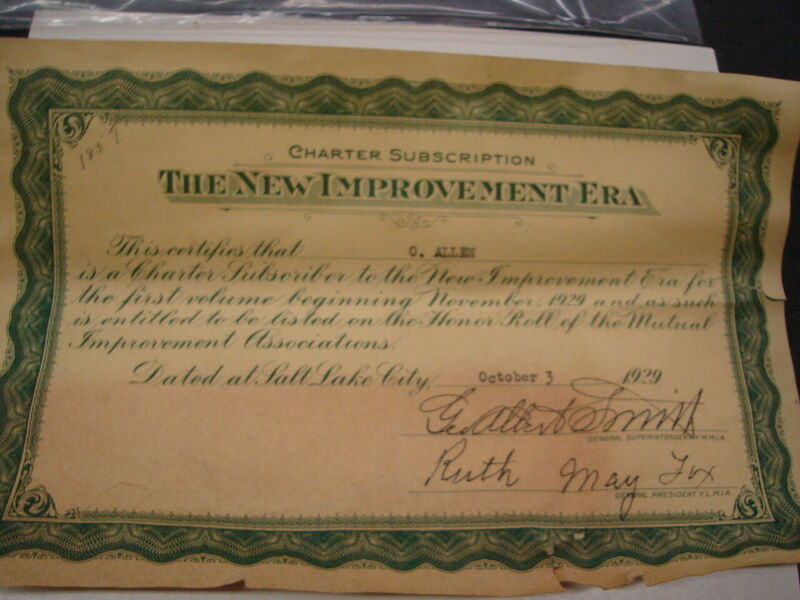 185 T.
CHARTER SUBSCRIPTION
THE NEW IMPROVEMENT ERA
This certifies that O. ALLEN
is a Charter Subscriber to the New Improvement Era for
the first volume beginning November, 1929 and as such
is entitled to be listed on the Honor Roll of the Mutual
Improvement Associations.
Dated at Salt Lake City, October 3 1929
Geo Albert Smith
GENERAL SUPERINTENDENT Y.M.M.I.A.
Ruth May Fox
GENERAL PRESIDENT Y.L.M.I.A.